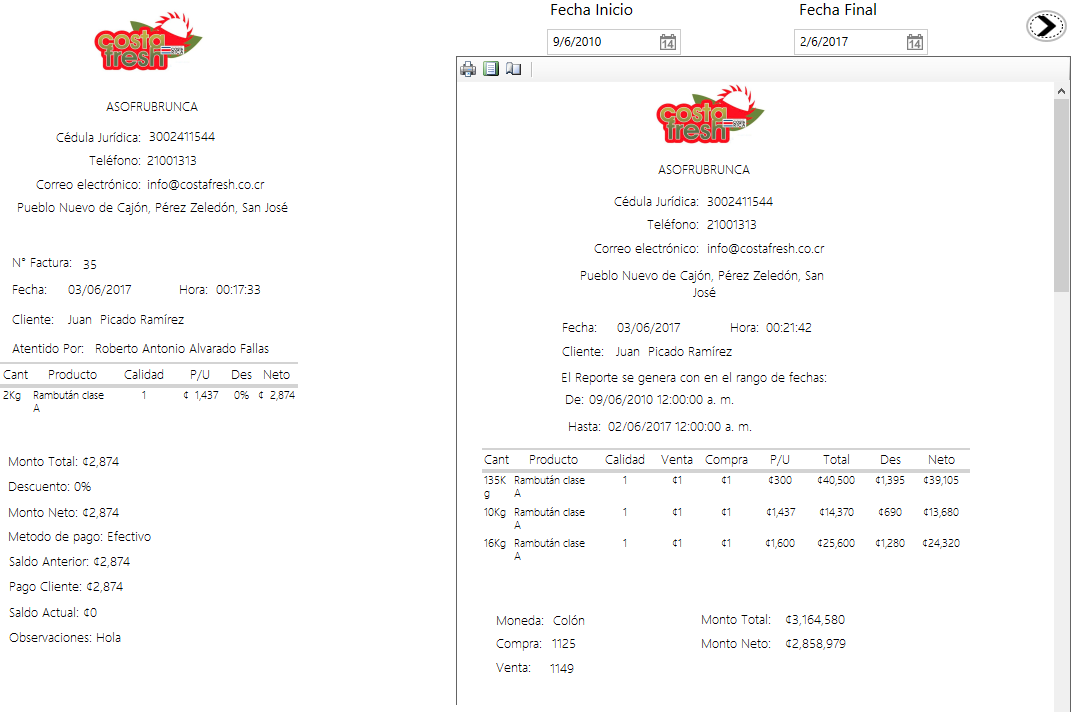 costa
fresh
ASOFRUBRUNCA
Cédula Jurídica: 3002411544
Teléfono: 21001313
Correo electrónico: info@costafresh.co.cr
Pueblo Nuevo de Cajón, Pérez Zeledón, San José
N° Factura: 35
Fecha: 03/06/2017 Hora: 00:17:33
Cliente: Juan Picado Ramírez
Atentido Por: Roberto Antonio Alvarado Fallas
Cant Producto Calidad P/U Des Neto
2Kg Rambután clase 1 ¢ 1,437 0% ¢ 2,874
A
Monto Total: ¢2,874
Descuento: 0%
Monto Neto: ¢2,874
Metodo de pago: Efectivo
Saldo Anterior: ¢2,874
Pago Cliente: ¢2,874
Saldo Actual: ¢0
Observaciones: Hola
Fecha Inicio Fecha Final
9/6/2010 14 2/6/2017 14
costa
fresh
ASOFRUBRUNCA
Cédula Jurídica: 3002411544
Teléfono: 21001313
Correo electrónico: info@costafresh.co.cr
Pueblo Nuevo de Cajón, Pérez Zeledón, San
José
Fecha: 03/06/2017 Hora: 00:21:42
Cliente: Juan Picado Ramírez
El Reporte se genera con en el rango de fechas:
De: 09/06/2010 12:00:00 a. m.
Hasta: 02/06/2017 12:00:00 a. m.
Cant Producto Calidad Venta Compra P/U Total Des Neto
135K Rambután clase 1 ¢1 ¢1 ¢300 ¢40,500 ¢1,395 ¢39,105
g A
10Kg Rambután clase 1 ¢1 ¢1 ¢1,437 ¢14,370 ¢690 ¢13,680
A
16Kg Rambután clase 1 ¢1 ¢1 ¢1,600 ¢25,600 ¢1,280 ¢24,320
A
Moneda: Colón Monto Total: ¢3,164,580
Compra: 1125 Monto Neto: ¢2,858,979
Venta: 1149